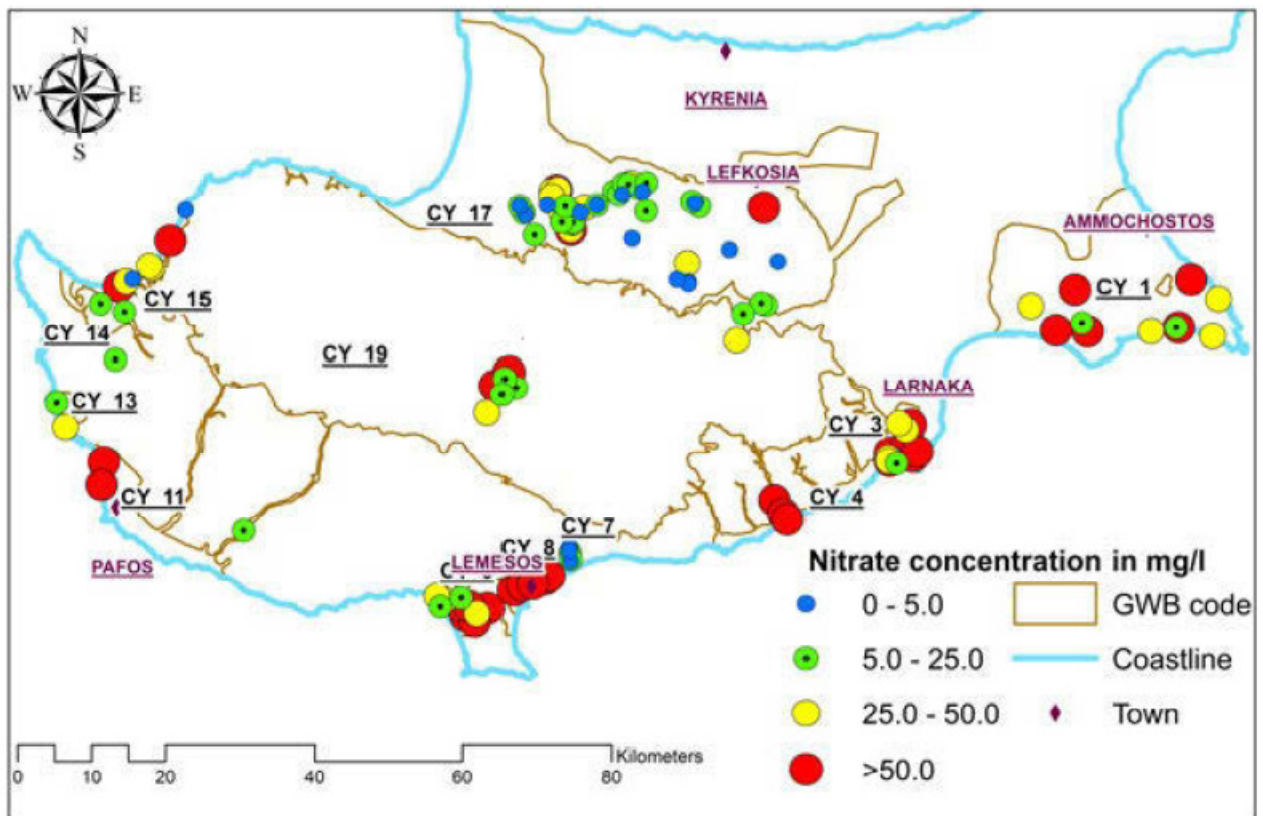 N
W E
S
KYRENIA
LEFKOSIA
CY 17
AMMOCHOSTOS
CY 1
CY 15
CY 14
CY 19
LARNAKA
CY 13
CY 3
CY 11
CY 4
CY 7
CY 8
LEMESOS
PAFOS
Nitrate concentration in mg/l
0 - 5.0 GWB code
5.0 - 25.0 Coastline
25.0 - 50.0 Town
>50.0
Kilometers
0 10 20 40 60 80